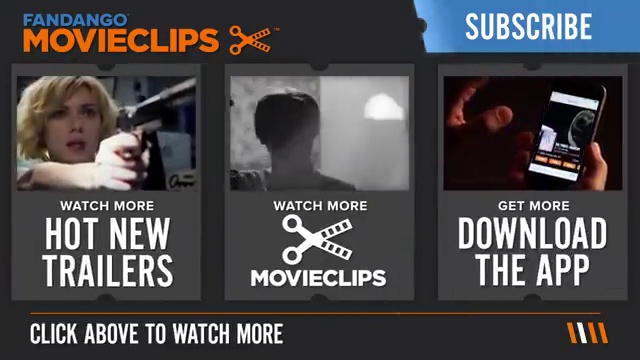 FANDANGO
MOVIECLIPS™
SUBSCRIBE
WATCH MORE
HOT NEW
TRAILERS
WATCH MORE
MOVIECLIPS
GET MORE
DOWNLOAD
THE APP
CLICK ABOVE TO WATCH MORE